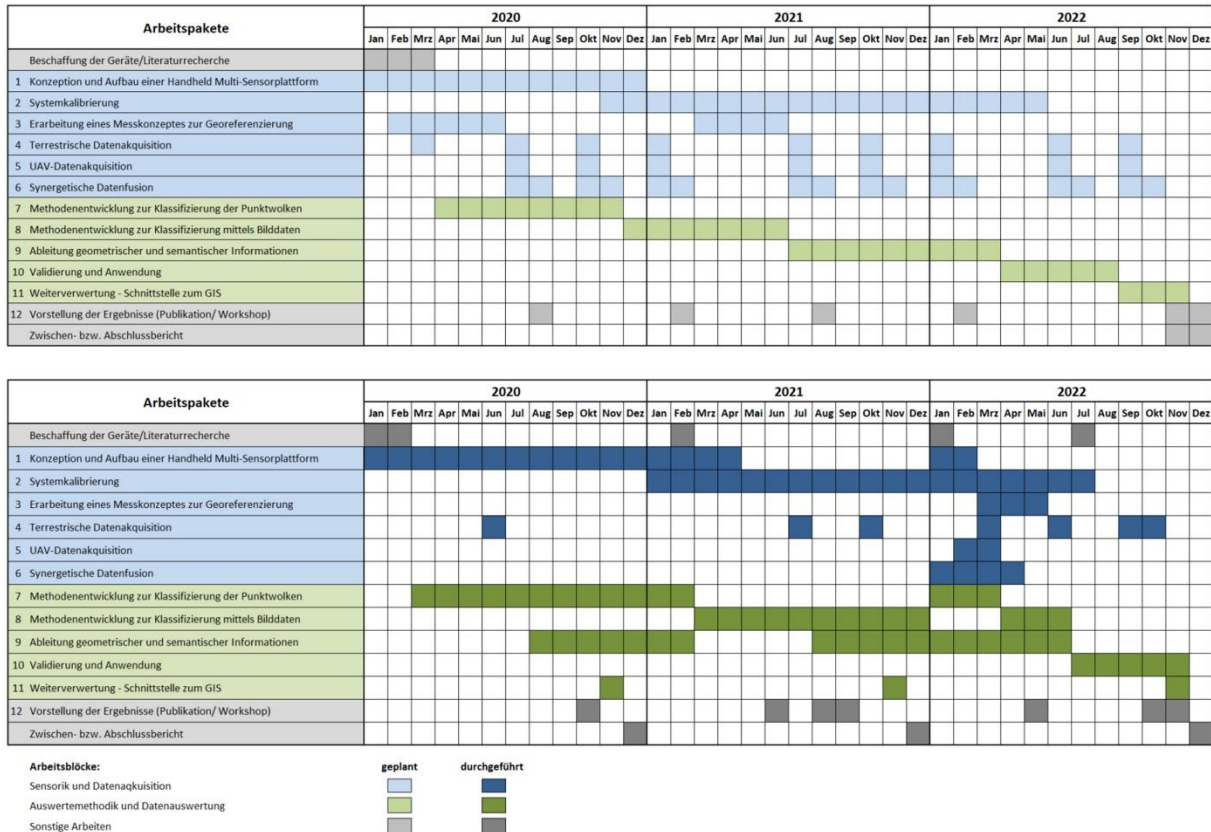 Arbeitspakete
2020 2021 2022
Jan Feb Mrz Apr Mai Jun Jul Aug Sep Okt Nov Dez Jan Feb Mrz Apr Mai Jun Jul Aug Sep Okt Nov Dez Jan Feb Mrz Apr Mai Jun Jul Aug Sep Okt Nov Dez
Beschaffung der Geräte/Literaturrecherche
1 Konzeption und Aufbau einer Handheld Multi-Sensorplattform
2 Systemkalibrierung
3 Erarbeitung eines Messkonzeptes zur Georeferenzierung
4 Terrestrische Datenakquisition
5 UAV-Datenakquisition
6 Synergetische Datenfusion
7 Methodenentwicklung zur Klassifizierung der Punktwolken
8 Methodenentwicklung zur Klassifizierung mittels Bilddaten
9 Ableitung geometrischer und semantischer Informationen
10 Validierung und Anwendung
11 Weiterverwertung - Schnittstelle zum GIS
12 Vorstellung der Ergebnisse (Publikation/ Workshop)
Zwischen- bzw. Abschlussbericht
Arbeitspakete
2020 2021 2022
Jan Feb Mrz Apr Mai Jun Jul Aug Sep Okt Nov Dez Jan Feb Mrz Apr Mai Jun Jul Aug Sep Okt Nov Dez Jan Feb Mrz Apr Mai Jun Jul Aug Sep Okt Nov Dez
Beschaffung der Geräte/Literaturrecherche
1 Konzeption und Aufbau einer Handheld Multi-Sensorplattform
2 Systemkalibrierung
3 Erarbeitung eines Messkonzeptes zur Georeferenzierung
4 Terrestrische Datenakquisition
5 UAV-Datenakquisition
6 Synergetische Datenfusion
7 Methodenentwicklung zur Klassifizierung der Punktwolken
8 Methodenentwicklung zur Klassifizierung mittels Bilddaten
9 Ableitung geometrischer und semantischer Informationen
10 Validierung und Anwendung
11 Weiterverwertung - Schnittstelle zum GIS
12 Vorstellung der Ergebnisse (Publikation/ Workshop)
Zwischen- bzw. Abschlussbericht
Arbeitsblöcke: geplant durchgeführt
Sensorik und Datenaqkuisition
Auswertemethodik und Datenauswertung
Sonstige Arbeiten